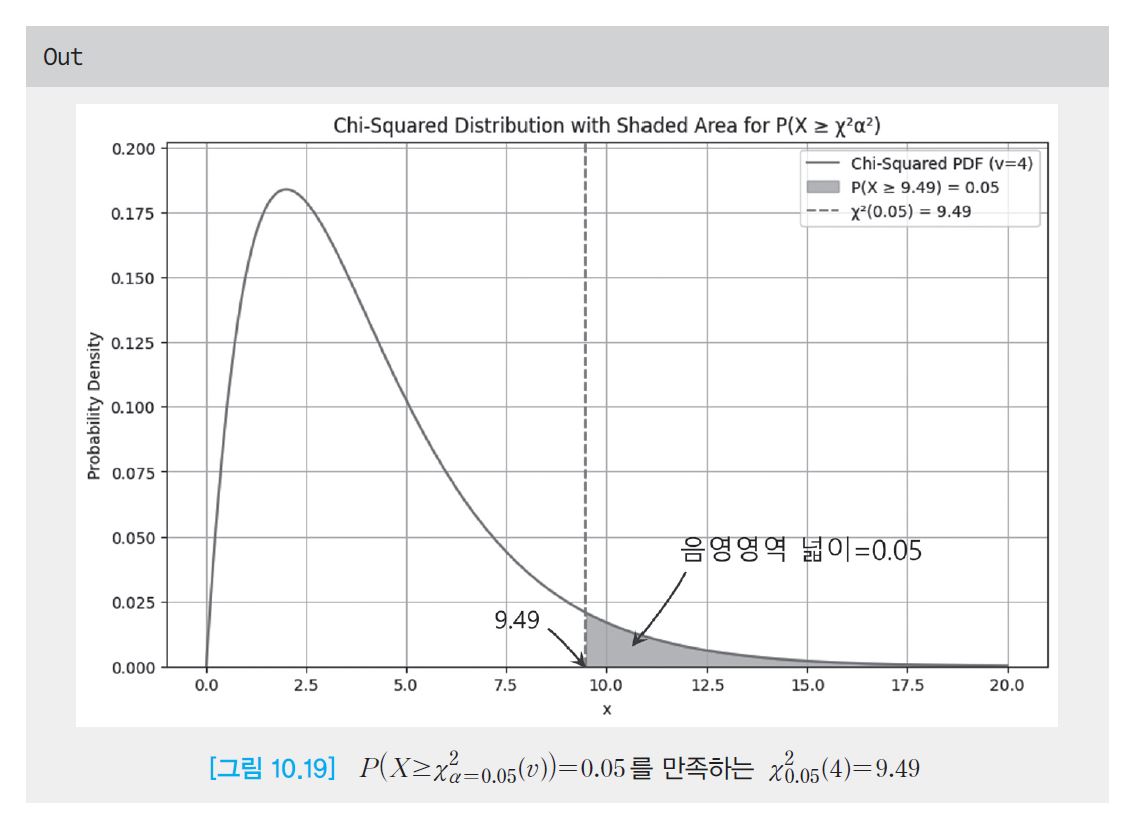 Out
Chi-Squared Distribution with Shaded Area for P(X ≥ χ²α²)
0.200
0.175
0.150
0.125
0.100
0.075
0.050
0.025
0.000
Probability Density
Chi-Squared PDF (v=4)
P(X ≥ 9.49) = 0.05
χ²(0.05) = 9.49
음영영역 넓이=0.05
9.49
0.0 2.5 5.0 7.5 10.0 12.5 15.0 17.5 20.0
x
[그림 10.19] P(X≥χ²_{α=0.05}(v))=0.05를 만족하는 χ²_{0.05}(4)=9.49